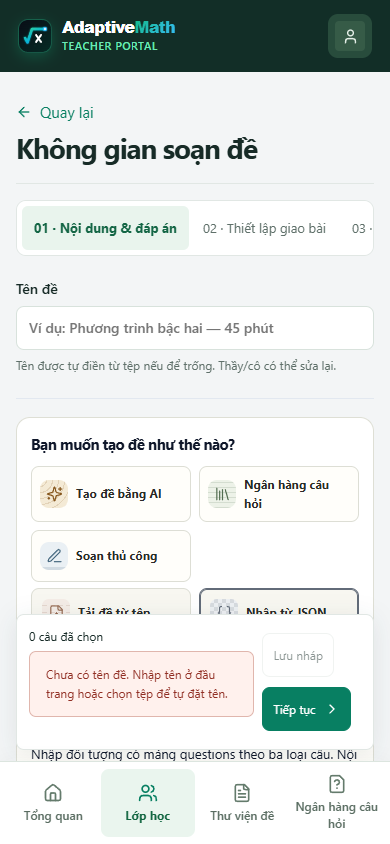 AdaptiveMath
TEACHER PORTAL
Quay lại
Không gian soạn đề
01 · Nội dung & đáp án
02 · Thiết lập giao bài
03 ·
Tên đề
Ví dụ: Phương trình bậc hai — 45 phút
Tên được tự điền từ tệp nếu để trống. Thầy/cô có thể sửa lại.
Bạn muốn tạo đề như thế nào?
Tạo đề bằng AI
Ngân hàng câu
hỏi
Soạn thủ công
Tải đề từ tệp
Nhập từ JSON
0 câu đã chọn
Chưa có tên đề. Nhập tên ở đầu
trang hoặc chọn tệp để tự đặt tên.
Lưu nháp
Tiếp tục
Nhập đối tượng có mảng questions theo ba loại câu. Nội
Tổng quan
Lớp học
Thư viện đề
Ngân hàng câu
hỏi